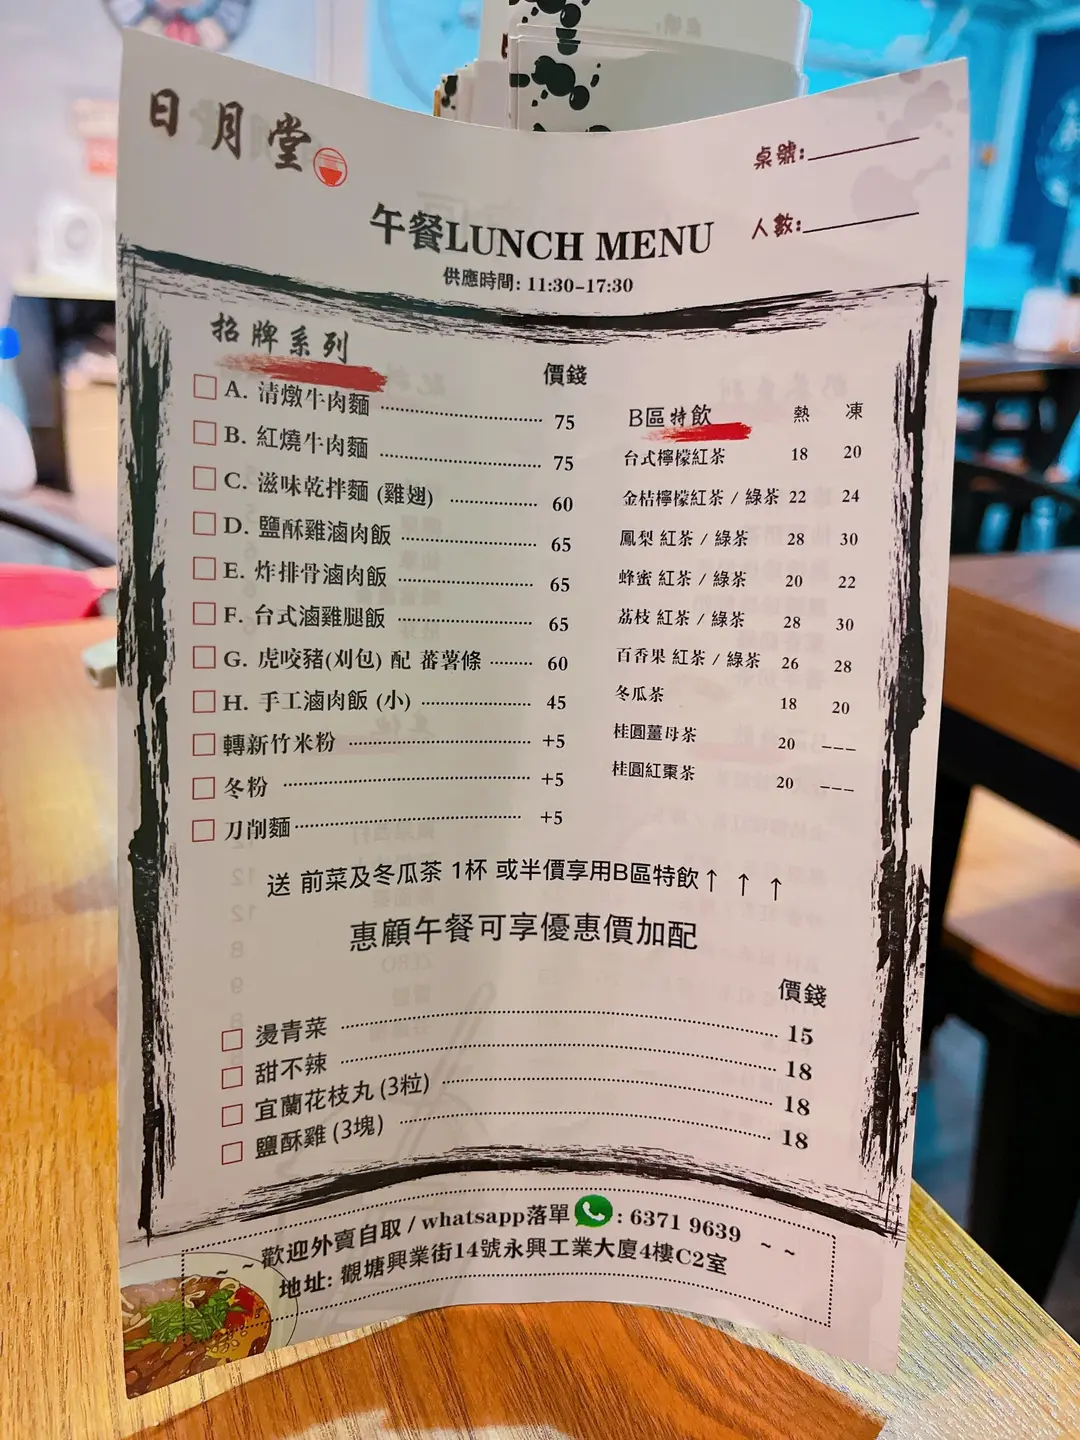 日月堂
桌號:
人數:
午餐LUNCH MENU
供應時間: 11:30-17:30
招牌系列
價錢
A. 清燉牛肉麵 75
B. 紅燒牛肉麵 75
C. 滋味乾拌麵 (雞翅) 60
D. 鹽酥雞滷肉飯 65
E. 炸排骨滷肉飯 65
F. 台式滷雞腿飯 65
G. 虎咬豬(刈包) 配 蕃薯條 60
H. 手工滷肉飯 (小) 45
轉新竹米粉 +5
冬粉 +5
刀削麵 +5
B區特飲 熱 凍
台式檸檬紅茶 18 20
金桔檸檬紅茶 / 綠茶 22 24
鳳梨 紅茶 / 綠茶 28 30
蜂蜜 紅茶 / 綠茶 20 22
荔枝 紅茶 / 綠茶 28 30
百香果 紅茶 / 綠茶 26 28
冬瓜茶 18 20
桂圓薑母茶 20 ---
桂圓紅棗茶 20 ---
送 前菜及冬瓜茶 1杯 或半價享用B區特飲↑ ↑ ↑
惠顧午餐可享優惠價加配
價錢
燙青菜 15
甜不辣 18
宜蘭花枝丸 (3粒) 18
鹽酥雞 (3塊) 18
~ ~ 歡迎外賣自取 / whatsapp落單 : 6371 9639 ~ ~
地址: 觀塘興業街14號永興工業大廈4樓C2室